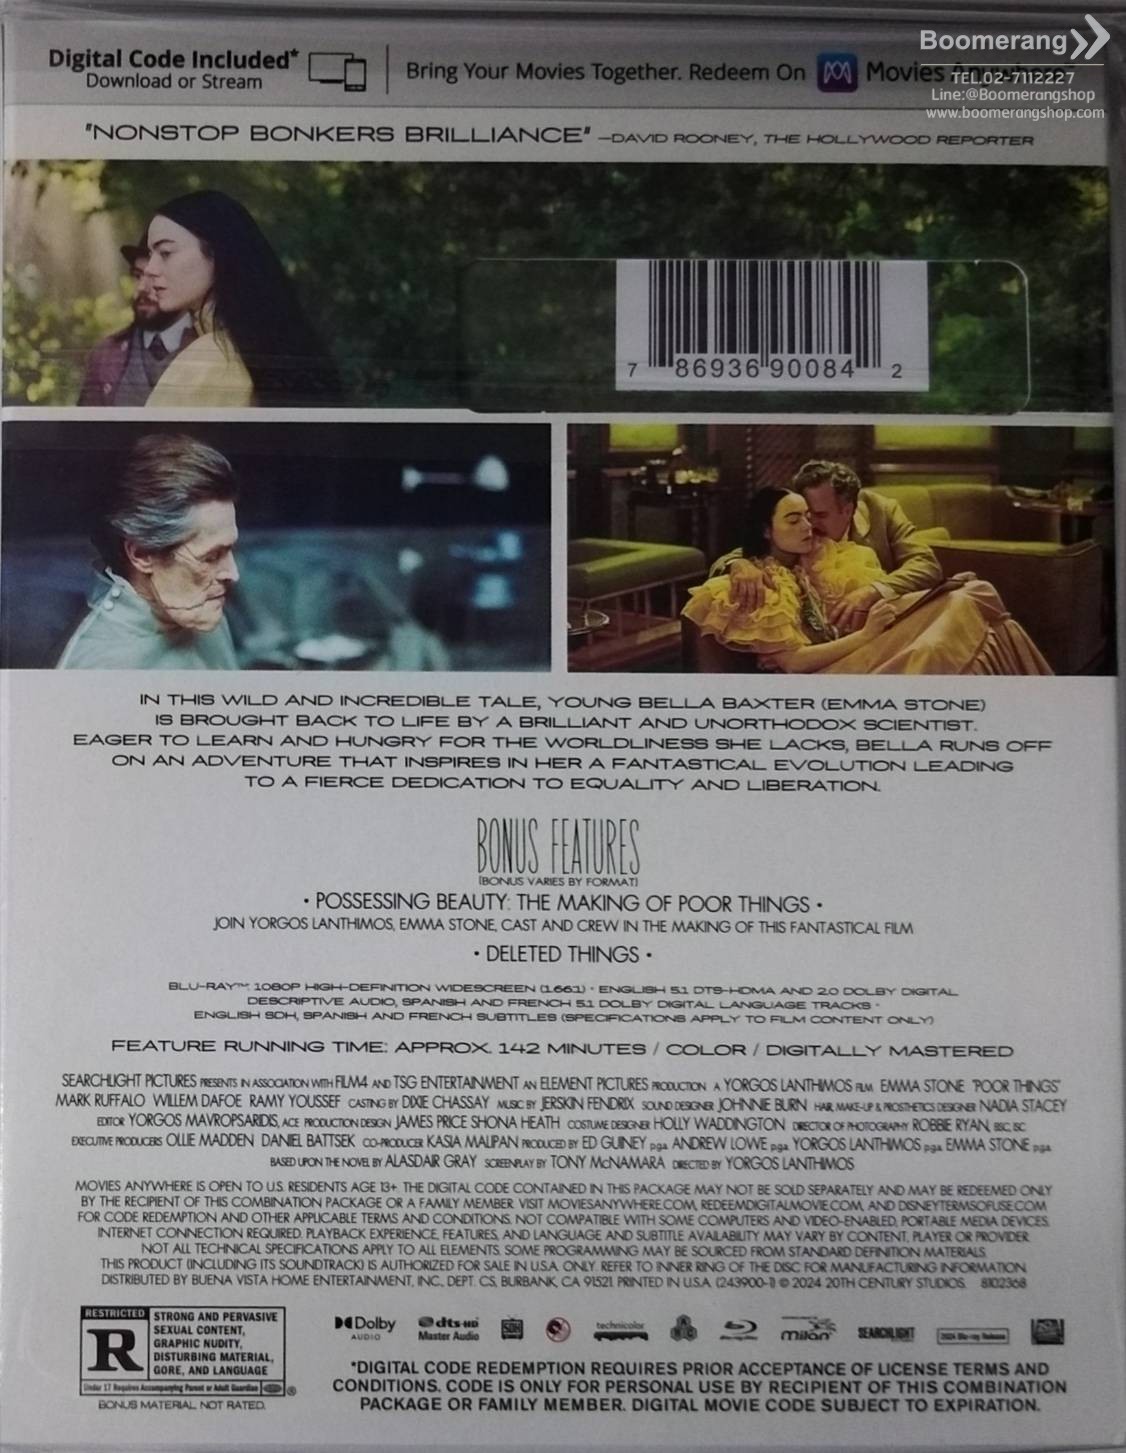 Digital Code Included*
Download or Stream
Bring Your Movies Together. Redeem On Movies Anywhere
Boomerang
TEL.02-7112227
Line:@Boomerangshop
www.boomerangshop.com
"NONSTOP BONKERS BRILLIANCE" —DAVID ROONEY, THE HOLLYWOOD REPORTER
7 86936 90084 2
IN THIS WILD AND INCREDIBLE TALE, YOUNG BELLA BAXTER (EMMA STONE)
IS BROUGHT BACK TO LIFE BY A BRILLIANT AND UNORTHODOX SCIENTIST.
EAGER TO LEARN AND HUNGRY FOR THE WORLDLINESS SHE LACKS, BELLA RUNS OFF
ON AN ADVENTURE THAT INSPIRES IN HER A FANTASTICAL EVOLUTION LEADING
TO A FIERCE DEDICATION TO EQUALITY AND LIBERATION.
BONUS FEATURES
(BONUS VARIES BY FORMAT)
• POSSESSING BEAUTY: THE MAKING OF POOR THINGS •
JOIN YORGOS LANTHIMOS, EMMA STONE, CAST AND CREW IN THE MAKING OF THIS FANTASTICAL FILM
• DELETED THINGS •
BLU-RAY™: 1080P HIGH-DEFINITION WIDESCREEN (1.66:1) • ENGLISH 5.1 DTS-HDMA AND 2.0 DOLBY DIGITAL
DESCRIPTIVE AUDIO, SPANISH AND FRENCH 5.1 DOLBY DIGITAL LANGUAGE TRACKS •
ENGLISH SDH, SPANISH AND FRENCH SUBTITLES (SPECIFICATIONS APPLY TO FILM CONTENT ONLY)
FEATURE RUNNING TIME: APPROX. 142 MINUTES / COLOR / DIGITALLY MASTERED
SEARCHLIGHT PICTURES PRESENTS IN ASSOCIATION WITH FILM4 AND TSG ENTERTAINMENT AN ELEMENT PICTURES PRODUCTION A YORGOS LANTHIMOS FILM EMMA STONE "POOR THINGS"
MARK RUFFALO WILLEM DAFOE RAMY YOUSSEF CASTING BY DIXIE CHASSAY MUSIC BY JERSKIN FENDRIX SOUND DESIGNER JOHNNIE BURN HAIR, MAKE-UP & PROSTHETICS DESIGNER NADIA STACEY
EDITOR YORGOS MAVROPSARIDIS, ACE PRODUCTION DESIGN JAMES PRICE SHONA HEATH COSTUME DESIGNER HOLLY WADDINGTON DIRECTOR OF PHOTOGRAPHY ROBBIE RYAN, BSC, ISC
EXECUTIVE PRODUCERS OLLIE MADDEN DANIEL BATTSEK CO-PRODUCER KASIA MALIPAN PRODUCED BY ED GUINEY p.g.a. ANDREW LOWE p.g.a. YORGOS LANTHIMOS p.g.a. EMMA STONE p.g.a.
BASED UPON THE NOVEL BY ALASDAIR GRAY SCREENPLAY BY TONY McNAMARA DIRECTED BY YORGOS LANTHIMOS
MOVIES ANYWHERE IS OPEN TO U.S. RESIDENTS AGE 13+. THE DIGITAL CODE CONTAINED IN THIS PACKAGE MAY NOT BE SOLD SEPARATELY AND MAY BE REDEEMED ONLY
BY THE RECIPIENT OF THIS COMBINATION PACKAGE OR A FAMILY MEMBER. VISIT MOVIESANYWHERE.COM, REDEEMDIGITALMOVIE.COM, AND DISNEYTERMSOFUSE.COM
FOR CODE REDEMPTION AND OTHER APPLICABLE TERMS AND CONDITIONS. NOT COMPATIBLE WITH SOME COMPUTERS AND VIDEO-ENABLED, PORTABLE MEDIA DEVICES.
INTERNET CONNECTION REQUIRED. PLAYBACK EXPERIENCE, FEATURES, AND LANGUAGE AND SUBTITLE AVAILABILITY MAY VARY BY CONTENT, PLAYER OR PROVIDER.
NOT ALL TECHNICAL SPECIFICATIONS APPLY TO ALL ELEMENTS. SOME PROGRAMMING MAY BE SOURCED FROM STANDARD DEFINITION MATERIALS.
THIS PRODUCT (INCLUDING ITS SOUNDTRACK) IS AUTHORIZED FOR SALE IN U.S.A. ONLY. REFER TO INNER RING OF THE DISC FOR MANUFACTURING INFORMATION.
DISTRIBUTED BY BUENA VISTA HOME ENTERTAINMENT, INC., DEPT. CS, BURBANK, CA 91521. PRINTED IN U.S.A. (243900-1) © 2024 20TH CENTURY STUDIOS. 8102368
RESTRICTED
R
STRONG AND PERVASIVE
SEXUAL CONTENT,
GRAPHIC NUDITY,
DISTURBING MATERIAL,
GORE, AND LANGUAGE
Under 17 Requires Accompanying Parent or Adult Guardian
BONUS MATERIAL NOT RATED.
Dolby AUDIO
dts-HD Master Audio
SDH
technicolor
Blu-ray
milan
SEARCHLIGHT
2024 Blu-ray Release
*DIGITAL CODE REDEMPTION REQUIRES PRIOR ACCEPTANCE OF LICENSE TERMS AND
CONDITIONS. CODE IS ONLY FOR PERSONAL USE BY RECIPIENT OF THIS COMBINATION
PACKAGE OR FAMILY MEMBER. DIGITAL MOVIE CODE SUBJECT TO EXPIRATION.